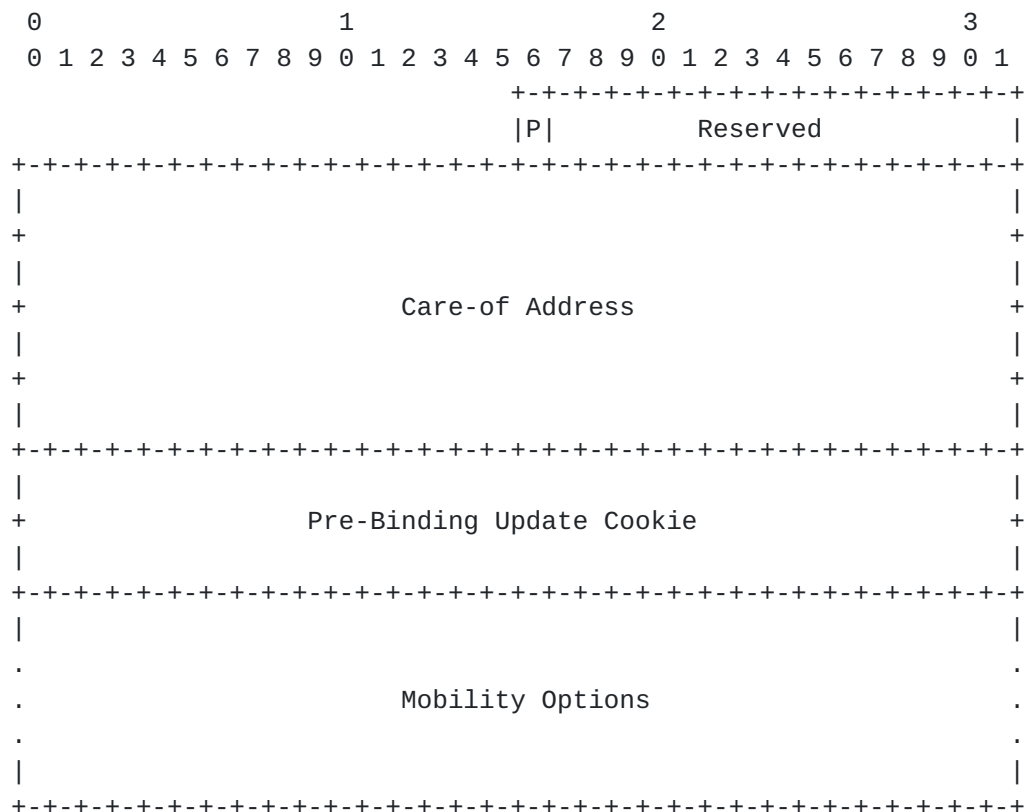 0                   1                   2                   3
 0 1 2 3 4 5 6 7 8 9 0 1 2 3 4 5 6 7 8 9 0 1 2 3 4 5 6 7 8 9 0 1
                                +-+-+-+-+-+-+-+-+-+-+-+-+-+-+-+-+
                                |P|         Reserved            |
+-+-+-+-+-+-+-+-+-+-+-+-+-+-+-+-+-+-+-+-+-+-+-+-+-+-+-+-+-+-+-+-+
|                                                               |
+                                                               +
|                                                               |
+                        Care-of Address                        +
|                                                               |
+                                                               +
|                                                               |
+-+-+-+-+-+-+-+-+-+-+-+-+-+-+-+-+-+-+-+-+-+-+-+-+-+-+-+-+-+-+-+-+
|                                                               |
+                  Pre-Binding Update Cookie                    +
|                                                               |
+-+-+-+-+-+-+-+-+-+-+-+-+-+-+-+-+-+-+-+-+-+-+-+-+-+-+-+-+-+-+-+-+
|                                                               |
.                                                               .
.                        Mobility Options                       .
.                                                               .
|                                                               |
+-+-+-+-+-+-+-+-+-+-+-+-+-+-+-+-+-+-+-+-+-+-+-+-+-+-+-+-+-+-+-+-+